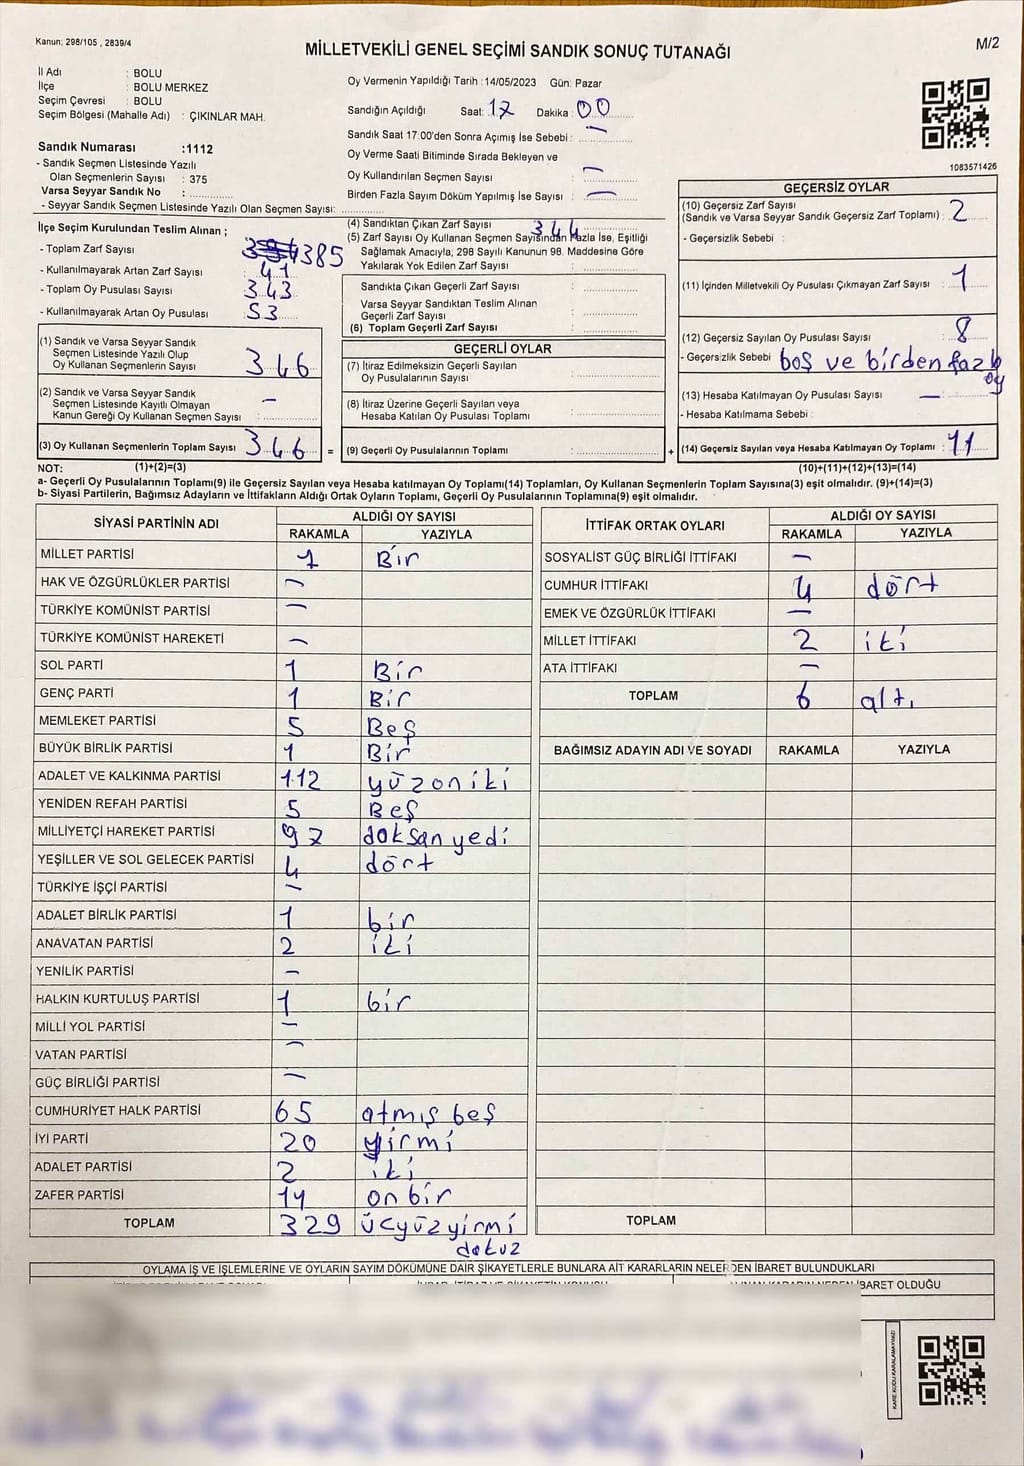 Kanun: 298/105 , 2839/4
MİLLETVEKİLİ GENEL SEÇİMİ SANDIK SONUÇ TUTANAĞI
M/2
İl Adı : BOLU
İlçe : BOLU MERKEZ
Seçim Çevresi : BOLU
Seçim Bölgesi (Mahalle Adı) : ÇIKINLAR MAH.
Oy Vermenin Yapıldığı Tarih :14/05/2023 Gün: Pazar
Sandığın Açıldığı Saat: 17 Dakika : 00
Sandık Saat 17:00'den Sonra Açımış İse Sebebi : —
Oy Verme Saati Bitiminde Sırada Bekleyen ve
Oy Kullandırılan Seçmen Sayısı : —
Birden Fazla Sayım Döküm Yapılmış İse Sayısı : —
1083571426
Sandık Numarası :1112
- Sandık Seçmen Listesinde Yazılı
Olan Seçmenlerin Sayısı : 375
Varsa Seyyar Sandık No :
- Seyyar Sandık Seçmen Listesinde Yazılı Olan Seçmen Sayısı:
İlçe Seçim Kurulundan Teslim Alınan ;
- Toplam Zarf Sayısı : 385
- Kullanılmayarak Artan Zarf Sayısı : 41
- Toplam Oy Pusulası Sayısı : 343
- Kullanılmayarak Artan Oy Pusulası : 53
(1) Sandık ve Varsa Seyyar Sandık
Seçmen Listesinde Yazılı Olup
Oy Kullanan Seçmenlerin Sayısı : 346
(2) Sandık ve Varsa Seyyar Sandık
Seçmen Listesinde Kayıtlı Olmayan
Kanun Gereği Oy Kullanan Seçmen Sayısı : —
(3) Oy Kullanan Seçmenlerin Toplam Sayısı : 346 =
(4) Sandıktan Çıkan Zarf Sayısı : 344
(5) Zarf Sayısı Oy Kullanan Seçmen Sayısından Fazla İse, Eşitliği
Sağlamak Amacıyla, 298 Sayılı Kanunun 98. Maddesine Göre
Yakılarak Yok Edilen Zarf Sayısı :
Sandıkta Çıkan Geçerli Zarf Sayısı :
Varsa Seyyar Sandıktan Teslim Alınan
Geçerli Zarf Sayısı :
(6) Toplam Geçerli Zarf Sayısı :
GEÇERLİ OYLAR
(7) İtiraz Edilmeksizin Geçerli Sayılan
Oy Pusulalarının Sayısı :
(8) İtiraz Üzerine Geçerli Sayılan veya
Hesaba Katılan Oy Pusulası Toplamı :
(9) Geçerli Oy Pusulalarının Toplamı : +
GEÇERSİZ OYLAR
(10) Geçersiz Zarf Sayısı
(Sandık ve Varsa Seyyar Sandık Geçersiz Zarf Toplamı) : 2
- Geçersizlik Sebebi :
(11) İçinden Milletvekili Oy Pusulası Çıkmayan Zarf Sayısı : 1
(12) Geçersiz Sayılan Oy Pusulası Sayısı : 8
- Geçersizlik Sebebi : boş ve birden fazla
oy
(13) Hesaba Katılmayan Oy Pusulası Sayısı : —
- Hesaba Katılmama Sebebi :
(14) Geçersiz Sayılan veya Hesaba Katılmayan Oy Toplamı : 11
NOT: (1)+(2)=(3) (10)+(11)+(12)+(13)=(14)
a- Geçerli Oy Pusulalarının Toplamı(9) ile Geçersiz Sayılan veya Hesaba katılmayan Oy Toplamı(14) Toplamları, Oy Kullanan Seçmenlerin Toplam Sayısına(3) eşit olmalıdır. (9)+(14)=(3)
b- Siyasi Partilerin, Bağımsız Adayların ve İttifakların Aldığı Ortak Oyların Toplamı, Geçerli Oy Pusulalarının Toplamına(9) eşit olmalıdır.
SİYASİ PARTİNİN ADI ALDIĞI OY SAYISI
RAKAMLA YAZIYLA
MİLLET PARTİSİ 1 Bir
HAK VE ÖZGÜRLÜKLER PARTİSİ —
TÜRKİYE KOMÜNİST PARTİSİ —
TÜRKİYE KOMÜNİST HAREKETİ —
SOL PARTİ 1 Bir
GENÇ PARTİ 1 Bir
MEMLEKET PARTİSİ 5 Beş
BÜYÜK BİRLİK PARTİSİ 1 Bir
ADALET VE KALKINMA PARTİSİ 112 yüzoniki
YENİDEN REFAH PARTİSİ 5 Beş
MİLLİYETÇİ HAREKET PARTİSİ 97 doksan yedi
YEŞİLLER VE SOL GELECEK PARTİSİ 4 dört
TÜRKİYE İŞÇİ PARTİSİ —
ADALET BİRLİK PARTİSİ 1 bir
ANAVATAN PARTİSİ 2 iki
YENİLİK PARTİSİ —
HALKIN KURTULUŞ PARTİSİ 1 bir
MİLLİ YOL PARTİSİ —
VATAN PARTİSİ —
GÜÇ BİRLİĞİ PARTİSİ —
CUMHURİYET HALK PARTİSİ 65 atmış beş
İYİ PARTİ 20 yirmi
ADALET PARTİSİ 2 iki
ZAFER PARTİSİ 11 on bir
TOPLAM 329 ücyüzyirmi
dokuz
İTTİFAK ORTAK OYLARI ALDIĞI OY SAYISI
RAKAMLA YAZIYLA
SOSYALİST GÜÇ BİRLİĞİ İTTİFAKI —
CUMHUR İTTİFAKI 4 dört
EMEK VE ÖZGÜRLÜK İTTİFAKI —
MİLLET İTTİFAKI 2 iki
ATA İTTİFAKI —
TOPLAM 6 altı
BAĞIMSIZ ADAYIN ADI VE SOYADI RAKAMLA YAZIYLA
TOPLAM
OYLAMA İŞ VE İŞLEMLERİNE VE OYLARIN SAYIM DÖKÜMÜNE DAİR ŞİKAYETLERLE BUNLARA AİT KARARLARIN NELERDEN İBARET BULUNDUKLARI
İBARET OLDUĞU
KARE KODU KARALAMAYINIZ!